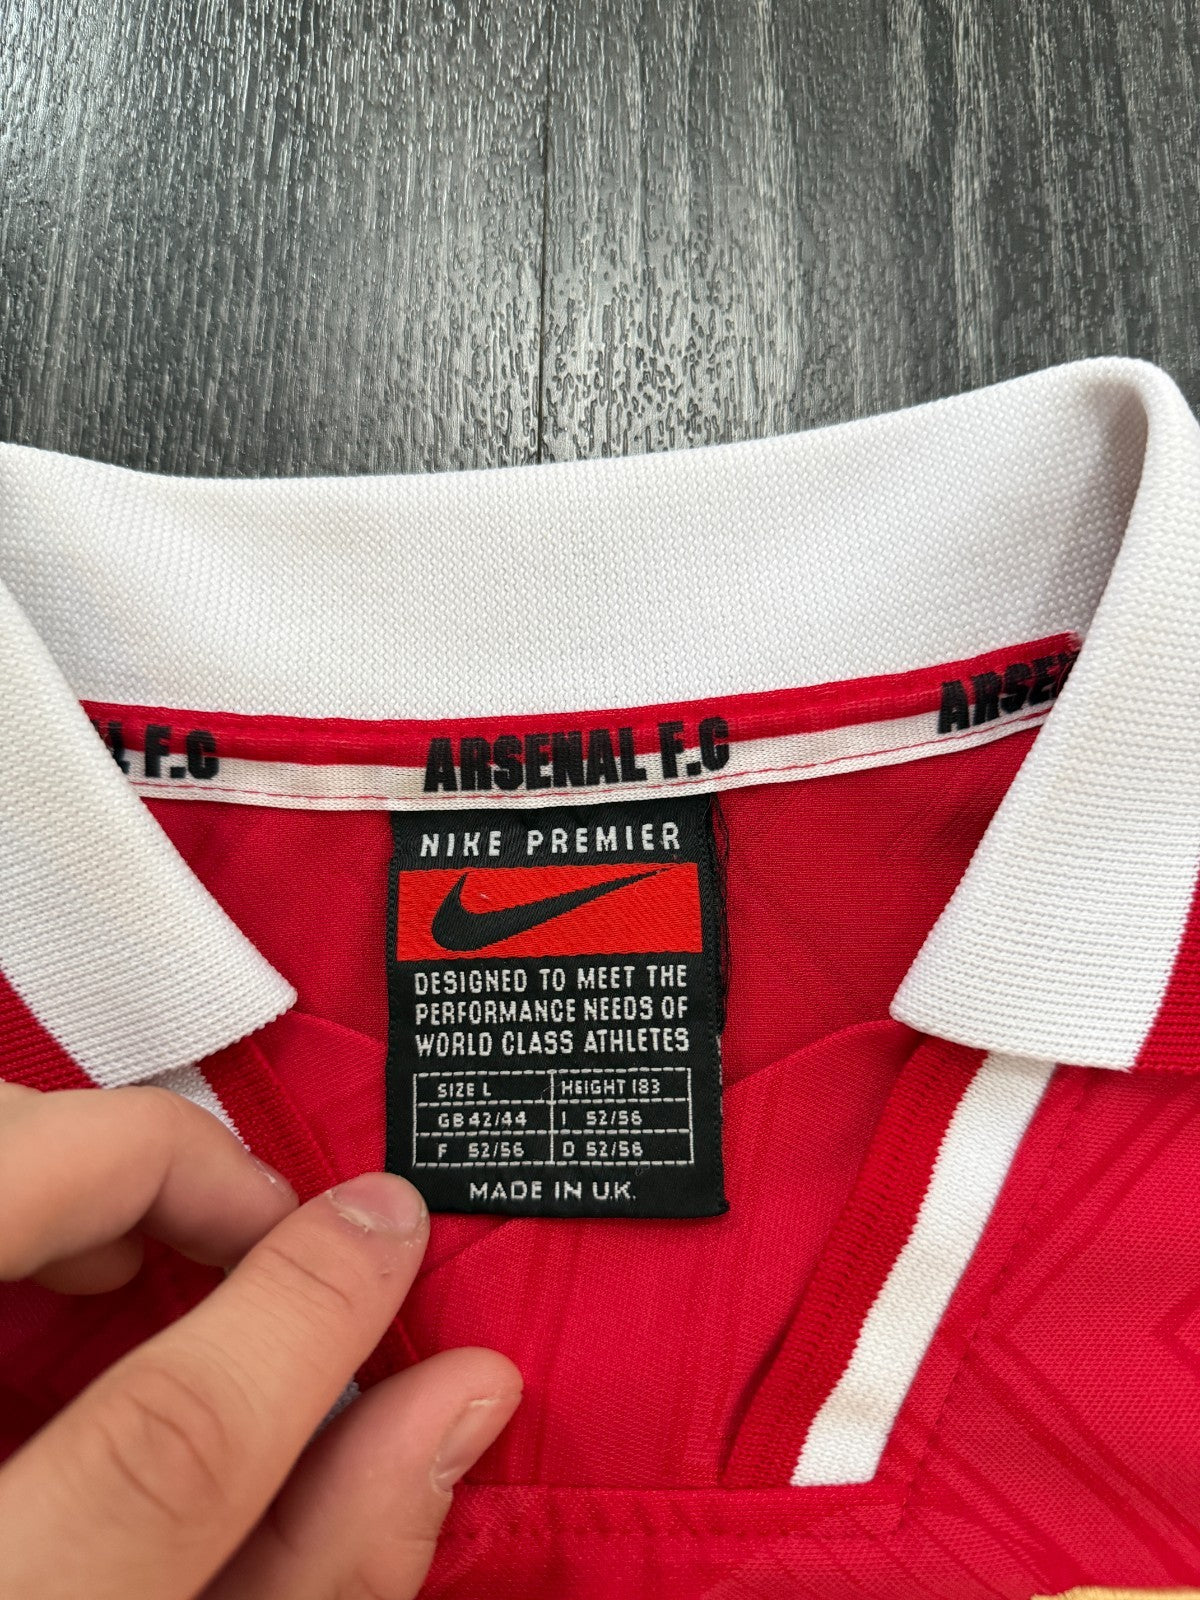 F.C ARSENAL F.C ARSEN
NIKE PREMIER
DESIGNED TO MEET THE
PERFORMANCE NEEDS OF
WORLD CLASS ATHLETES
SIZE L HEIGHT 183
GB 42/44 I 52/56
F 52/56 D 52/56
MADE IN U.K.